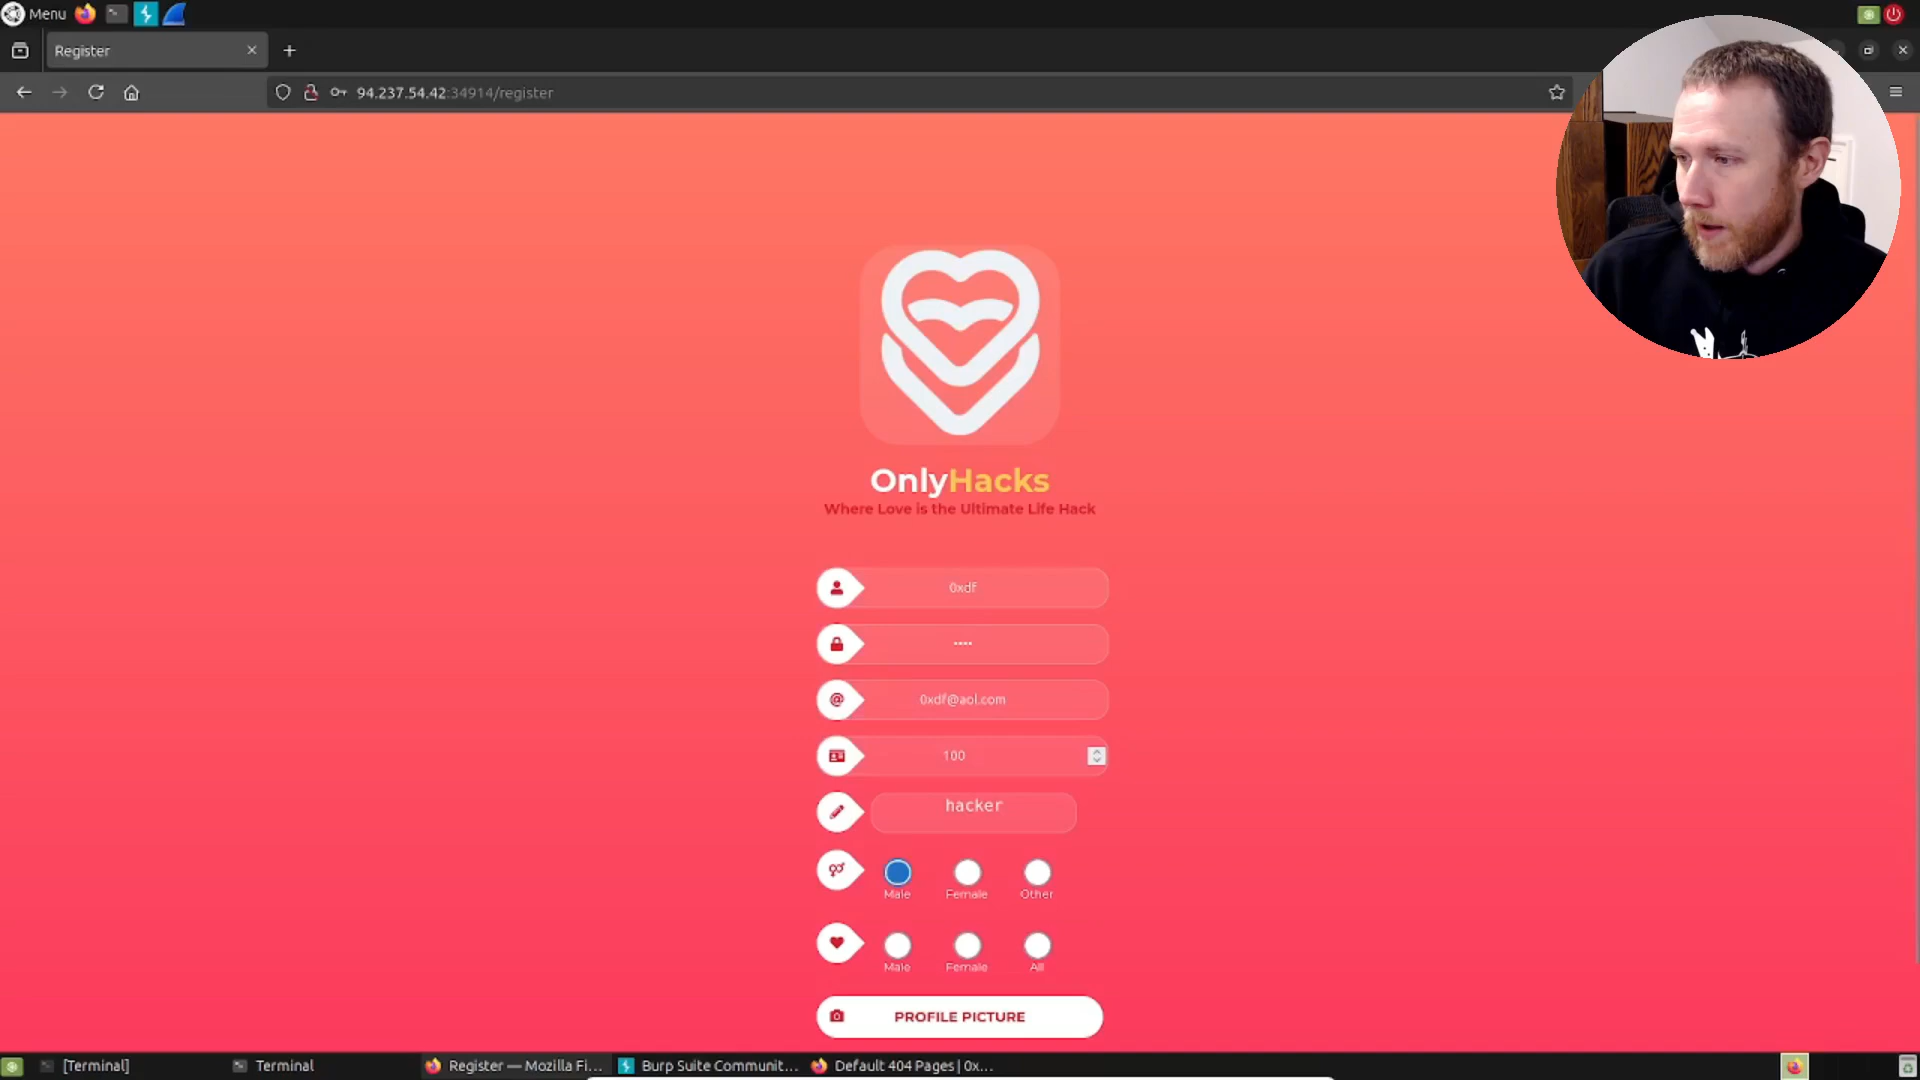 Menu
Register
94.237.54.42:34914/register
OnlyHacks
Where Love is the Ultimate Life Hack
0xdf
0xdf@aol.com
100
hacker
Male Female Other
Male Female All
PROFILE PICTURE
[Terminal] Terminal Register — Mozilla Fi... Burp Suite Communit... Default 404 Pages | 0x...